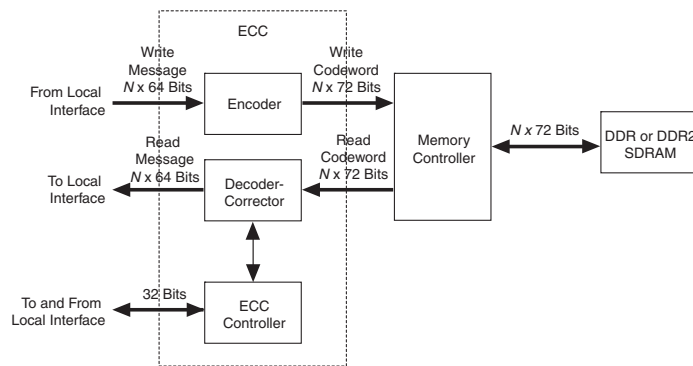 ECC
Write
Message
N x 64 Bits
Write
Codeword
N x 72 Bits
From Local
Interface
Encoder
Memory
Controller
N x 72 Bits
DDR or DDR2
SDRAM
Read
Message
N x 64 Bits
Read
Codeword
N x 72 Bits
To Local
Interface
Decoder-
Corrector
To and From
Local Interface
32 Bits
ECC
Controller